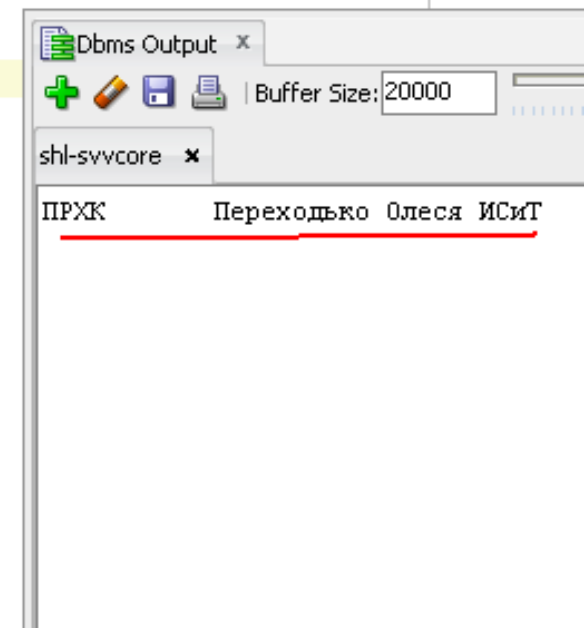 Dbms Output
Buffer Size: 20000
shl-svvcore
ПРХК Переходько Олеся ИСиТ